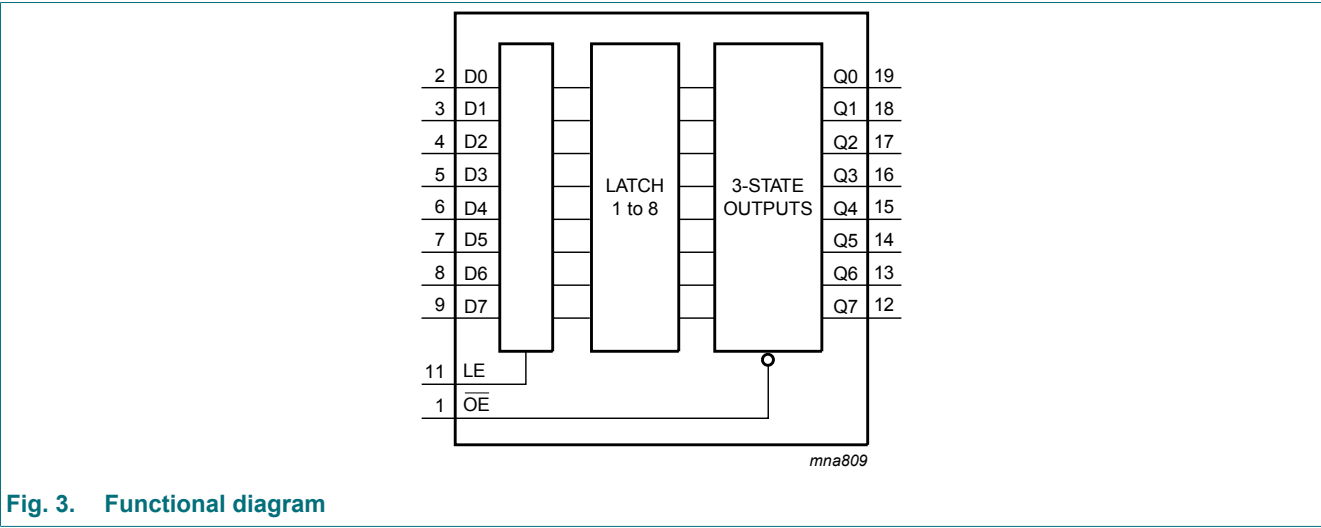 2 D0 Q0 19
3 D1 Q1 18
4 D2 Q2 17
5 D3 Q3 16
LATCH 3-STATE
1 to 8 OUTPUTS
6 D4 Q4 15
7 D5 Q5 14
8 D6 Q6 13
9 D7 Q7 12
11 LE
1 O̅E̅
mna809
Fig. 3. Functional diagram